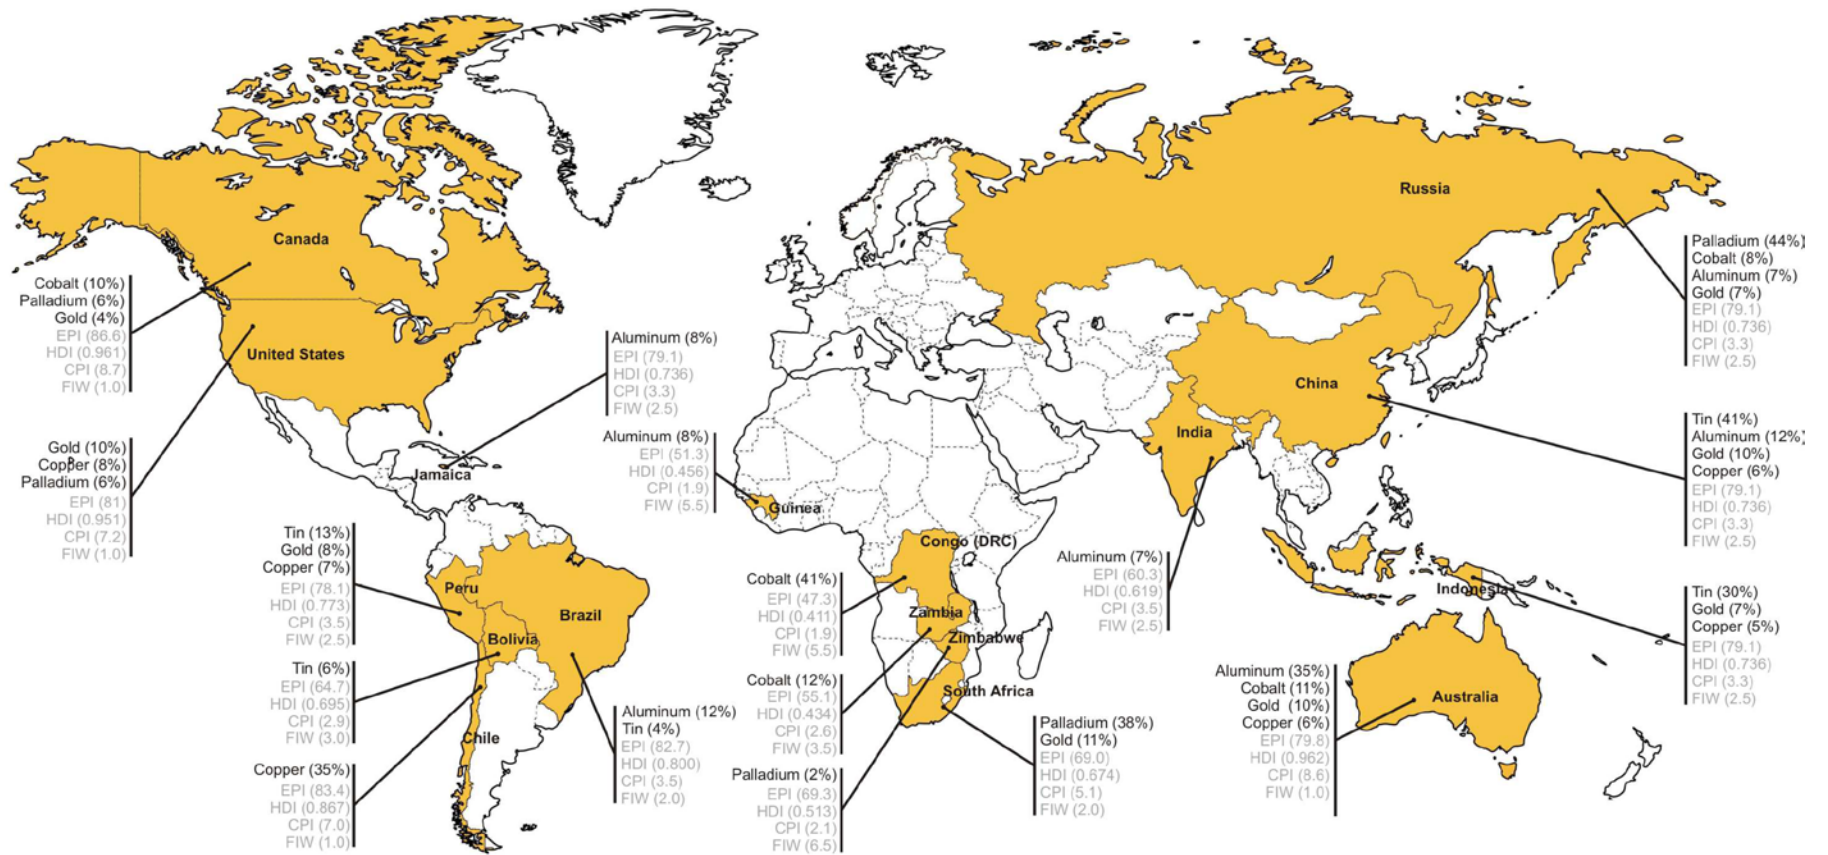 Canada
Cobalt (10%)
Palladium (6%)
Gold (4%)
EPI (86.6)
HDI (0.961)
CPI (8.7)
FIW (1.0)
United States
Gold (10%)
Copper (8%)
Palladium (6%)
EPI (81)
HDI (0.951)
CPI (7.2)
FIW (1.0)
Jamaica
Aluminum (8%)
EPI (79.1)
HDI (0.736)
CPI (3.3)
FIW (2.5)
Guinea
Aluminum (8%)
EPI (51.3)
HDI (0.456)
CPI (1.9)
FIW (5.5)
Peru
Tin (13%)
Gold (8%)
Copper (7%)
EPI (78.1)
HDI (0.773)
CPI (3.5)
FIW (2.5)
Bolivia
Tin (6%)
EPI (64.7)
HDI (0.695)
CPI (2.9)
FIW (3.0)
Chile
Copper (35%)
EPI (83.4)
HDI (0.867)
CPI (7.0)
FIW (1.0)
Brazil
Aluminum (12%)
Tin (4%)
EPI (82.7)
HDI (0.800)
CPI (3.5)
FIW (2.0)
Congo (DRC)
Cobalt (41%)
EPI (47.3)
HDI (0.411)
CPI (1.9)
FIW (5.5)
Zambia
Cobalt (12%)
EPI (55.1)
HDI (0.434)
CPI (2.6)
FIW (3.5)
Zimbabwe
Palladium (2%)
EPI (69.3)
HDI (0.513)
CPI (2.1)
FIW (6.5)
South Africa
Palladium (38%)
Gold (11%)
EPI (69.0)
HDI (0.674)
CPI (5.1)
FIW (2.0)
India
Aluminum (7%)
EPI (60.3)
HDI (0.619)
CPI (3.5)
FIW (2.5)
Russia
Palladium (44%)
Cobalt (8%)
Aluminum (7%)
Gold (7%)
EPI (79.1)
HDI (0.736)
CPI (3.3)
FIW (2.5)
China
Tin (41%)
Aluminum (12%)
Gold (10%)
Copper (6%)
EPI (79.1)
HDI (0.736)
CPI (3.3)
FIW (2.5)
Indonesia
Tin (30%)
Gold (7%)
Copper (5%)
EPI (79.1)
HDI (0.736)
CPI (3.3)
FIW (2.5)
Australia
Aluminum (35%)
Cobalt (11%)
Gold (10%)
Copper (6%)
EPI (79.8)
HDI (0.962)
CPI (8.6)
FIW (1.0)